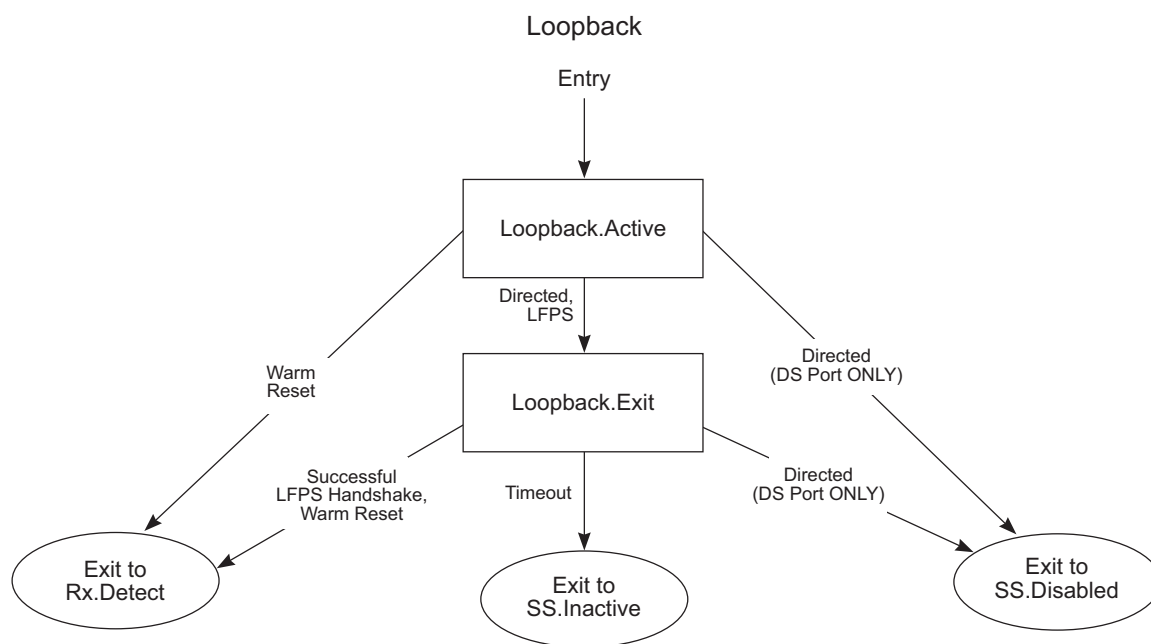 Loopback
Entry
Loopback.Active
Directed,
LFPS
Warm
Reset
Directed
(DS Port ONLY)
Loopback.Exit
Successful
LFPS Handshake,
Warm Reset
Timeout
Directed
(DS Port ONLY)
Exit to
Rx.Detect
Exit to
SS.Inactive
Exit to
SS.Disabled